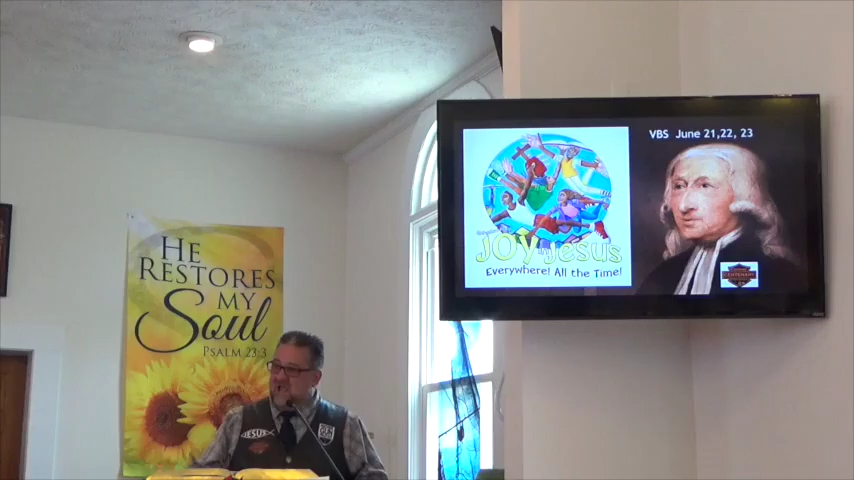 HE
RESTORES
MY
Soul
PSALM 23:3
VBS June 21,22, 23
JOY in Jesus
Everywhere! All the Time!
JESUS